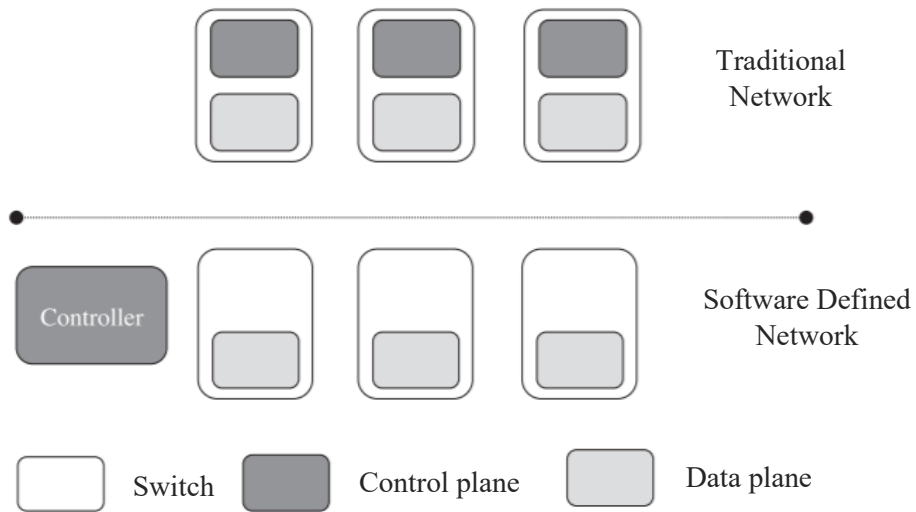 Traditional
Network
Controller
Software Defined
Network
Switch
Control plane
Data plane